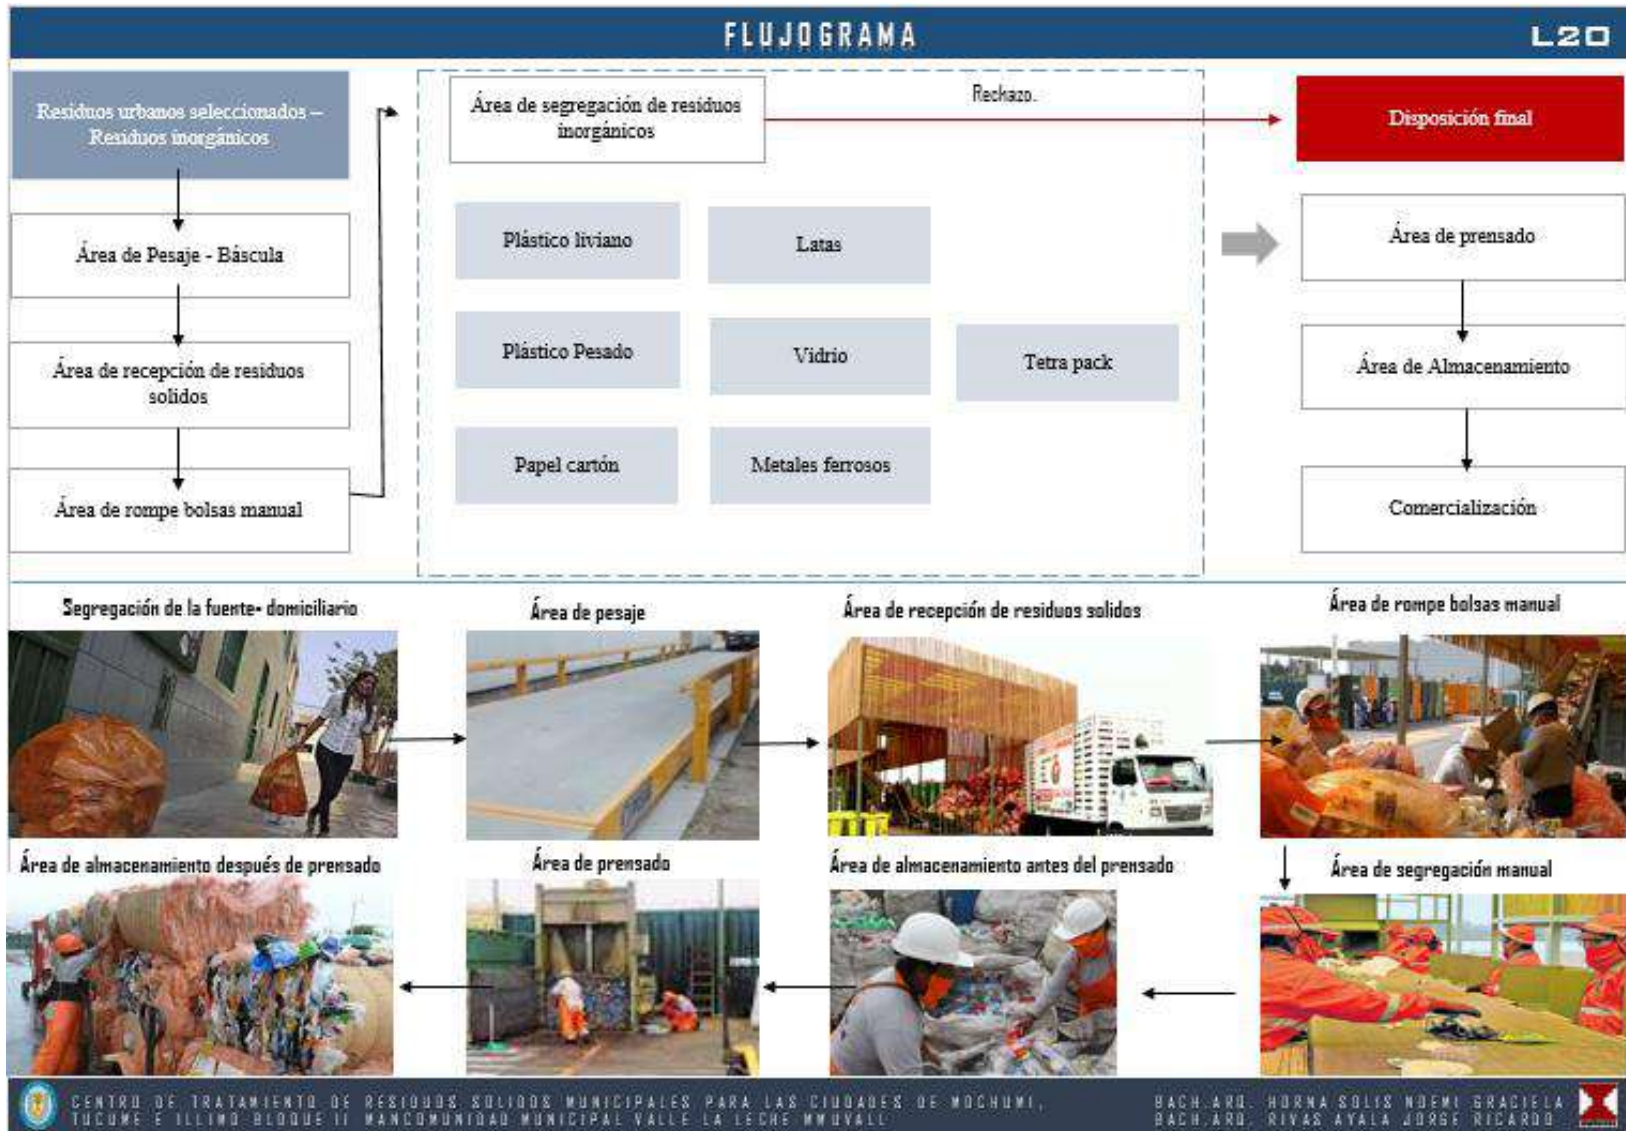 FLUJOGRAMA
L20
Residuos urbanos seleccionados –
Residuos inorgánicos
Área de Pesaje - Báscula
Área de recepción de residuos
solidos
Área de rompe bolsas manual
Área de segregación de residuos
inorgánicos
Rechazo.
Plástico liviano
Latas
Plástico Pesado
Vidrio
Tetra pack
Papel cartón
Metales ferrosos
Disposición final
Área de prensado
Área de Almacenamiento
Comercialización
Segregación de la fuente- domiciliario
Área de pesaje
Área de recepción de residuos solidos
Área de rompe bolsas manual
Área de almacenamiento después de prensado
Área de prensado
Área de almacenamiento antes del prensado
Área de segregación manual
CENTRO DE TRATAMIENTO DE RESIDUOS SOLIDOS MUNICIPALES PARA LAS CIUDADES DE MOCHUMI,
TUCUME E ILLIMO BLOQUE II MANCOMUNIDAD MUNICIPAL VALLE LA LECHE MMUVALL
BACH.ARQ. HORNA SOLIS NOEMI GRACIELA
BACH.ARQ. RIVAS AYALA JORGE RICARDO